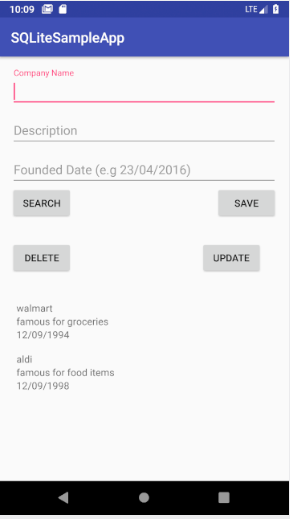 10:09 LTE
SQLiteSampleApp
Company Name
Description
Founded Date (e.g 23/04/2016)
SEARCH SAVE
DELETE UPDATE
walmart
famous for groceries
12/09/1994
aldi
famous for food items
12/09/1998